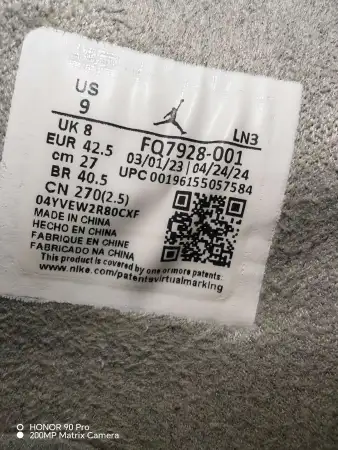 US
9
LN3
UK 8
EUR 42.5
cm 27
BR 40.5
CN 270(2.5)
FQ7928-001
03/01/23 | 04/24/24
UPC 00196155057584
04YVEW2R80CXF
MADE IN CHINA
HECHO EN CHINA
FABRIQUE EN CHINE
FABRICADO NA CHINA
This product is covered by one or more patents:
www.nike.com/patentsvirtualmarking
HONOR 90 Pro
200MP Matrix Camera